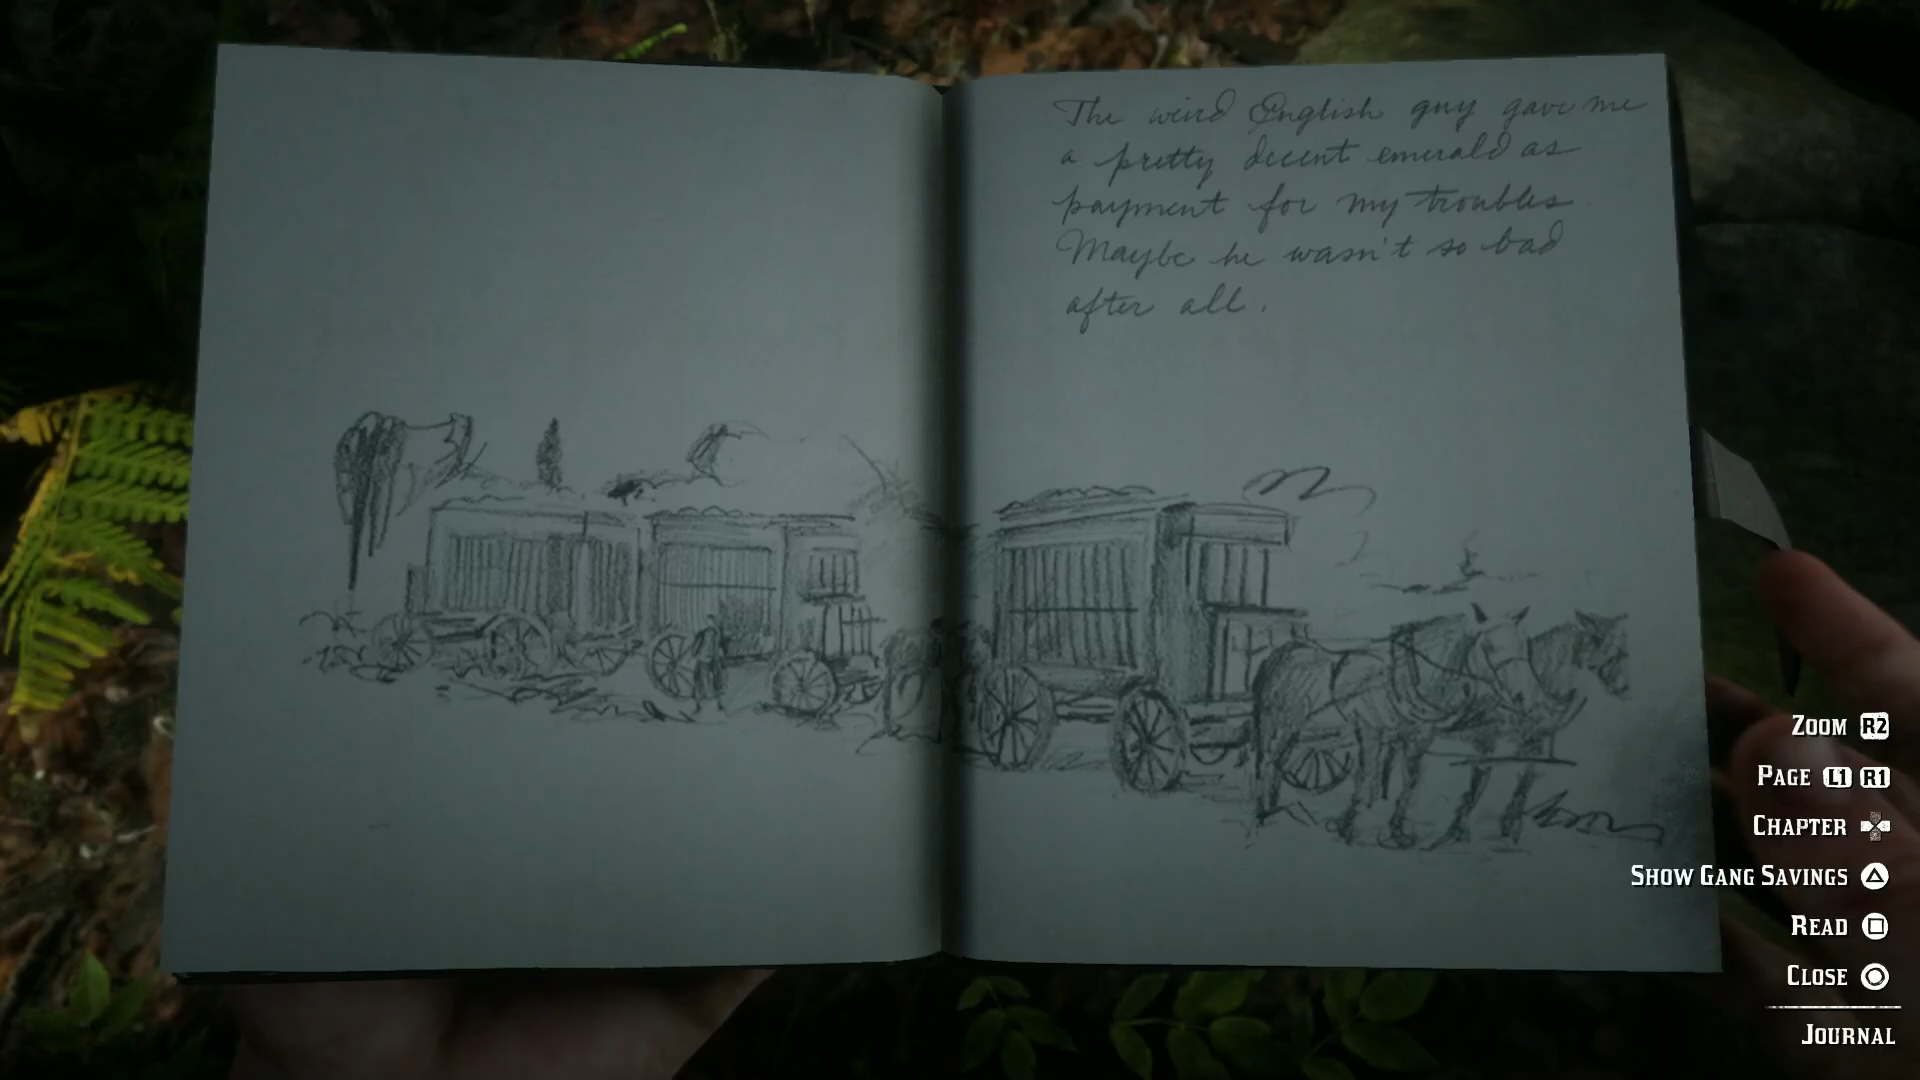 The weird English guy gave me
a pretty decent emerald as
payment for my troubles
Maybe he wasn't so bad
after all.
ZOOM R2
PAGE L1 R1
CHAPTER
SHOW GANG SAVINGS
READ
CLOSE
JOURNAL